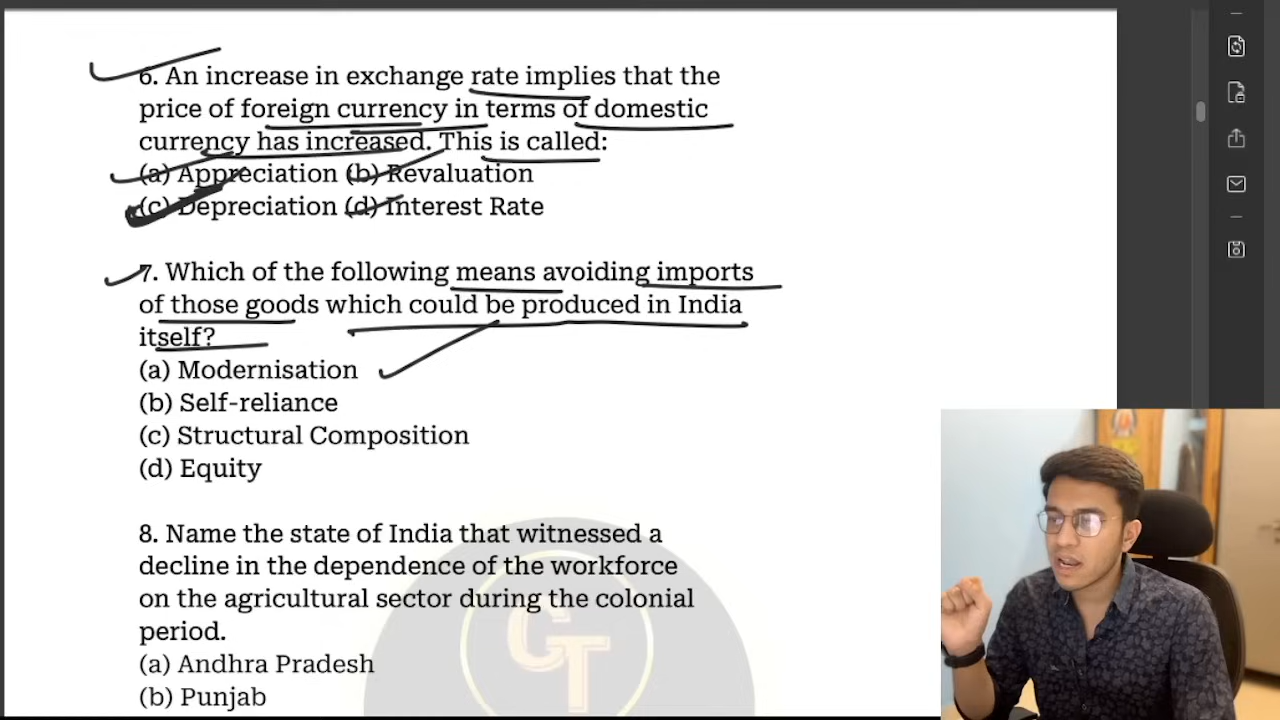 6. An increase in exchange rate implies that the
price of foreign currency in terms of domestic
currency has increased. This is called:
(a) Appreciation (b) Revaluation
(c) Depreciation (d) Interest Rate
7. Which of the following means avoiding imports
of those goods which could be produced in India
itself?
(a) Modernisation
(b) Self-reliance
(c) Structural Composition
(d) Equity
8. Name the state of India that witnessed a
decline in the dependence of the workforce
on the agricultural sector during the colonial
period.
(a) Andhra Pradesh
(b) Punjab
GT